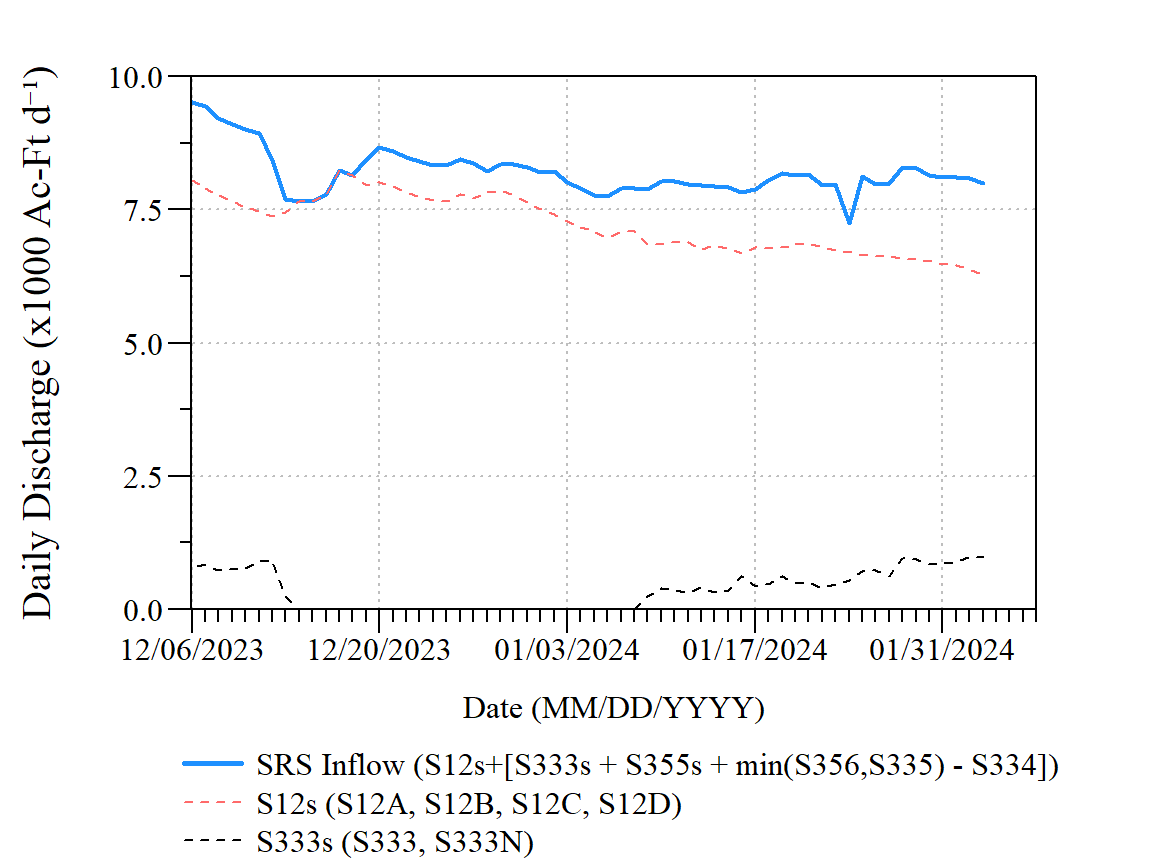 Daily Discharge (x1000 Ac-Ft d⁻¹)
10.0
7.5
5.0
2.5
0.0
12/06/2023 12/20/2023 01/03/2024 01/17/2024 01/31/2024
Date (MM/DD/YYYY)
SRS Inflow (S12s+[S333s + S355s + min(S356,S335) - S334])
S12s (S12A, S12B, S12C, S12D)
S333s (S333, S333N)